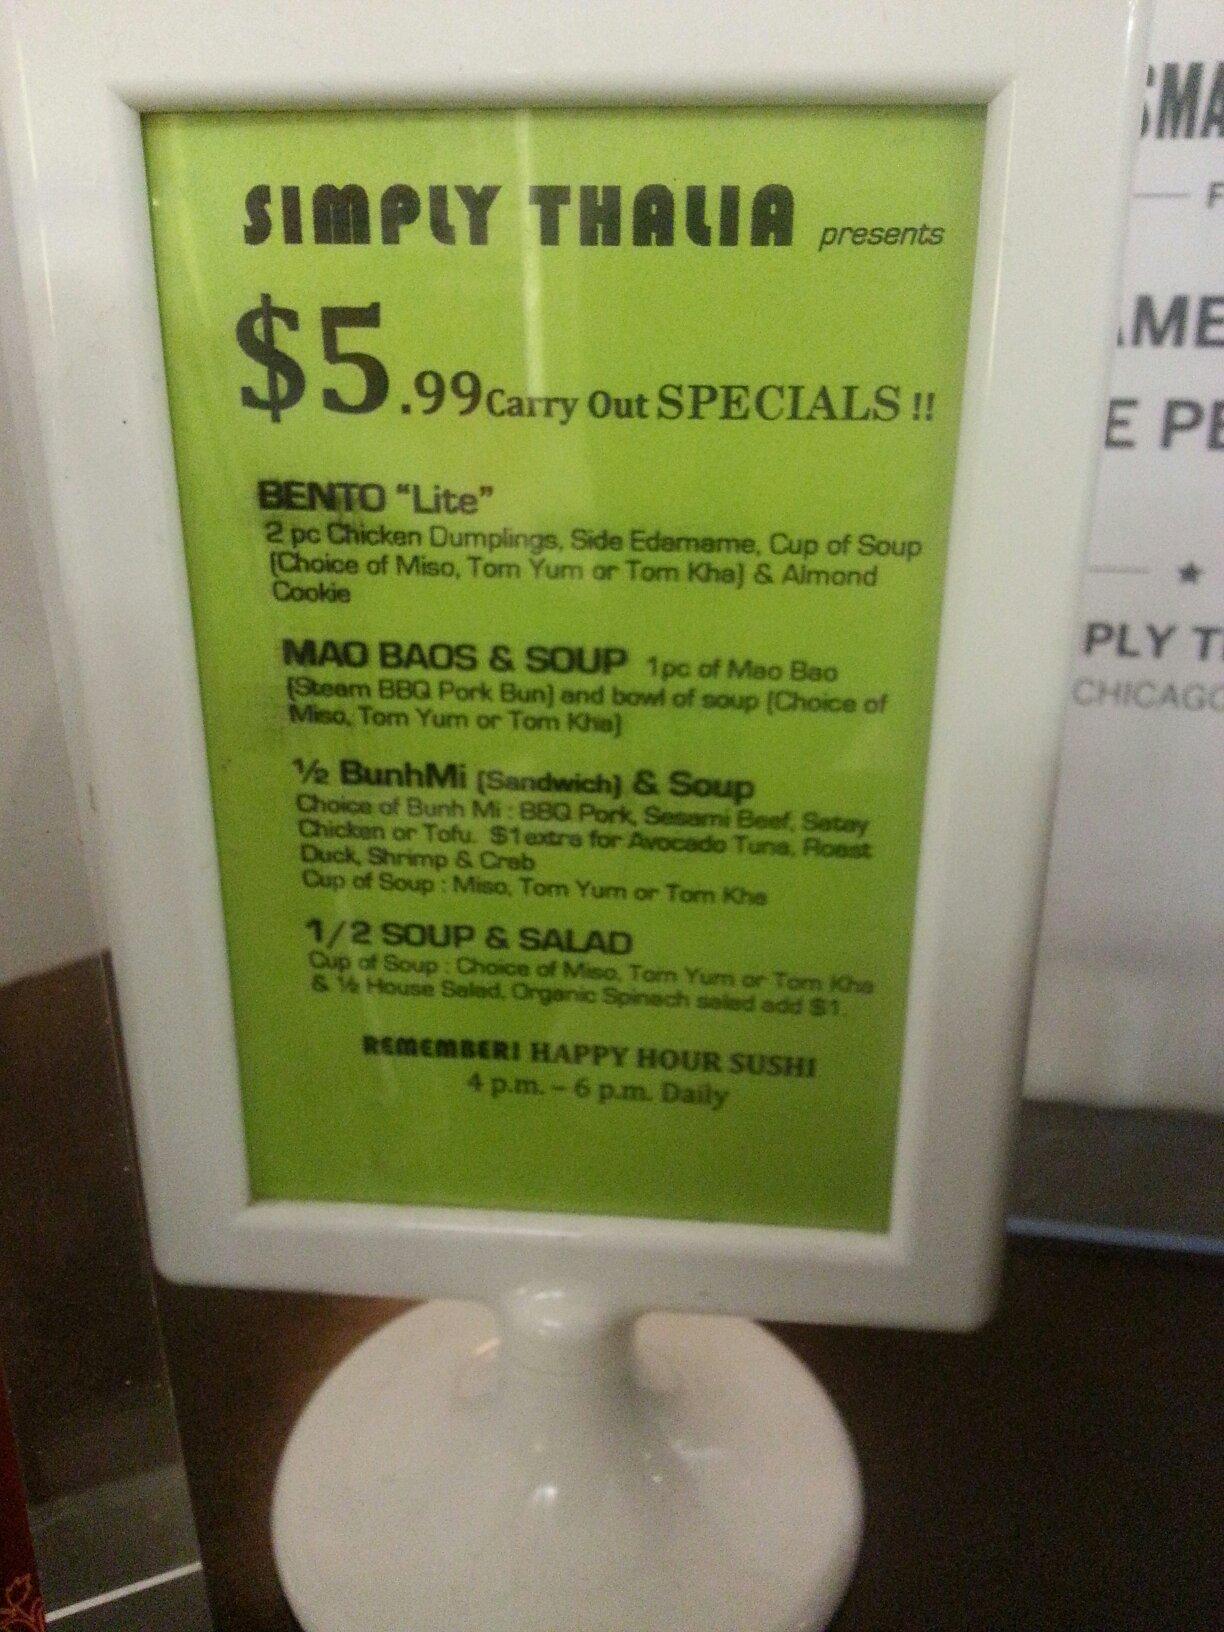 SIMPLY THALIA presents
$5.99 Carry Out SPECIALS !!
BENTO “Lite”
2 pc Chicken Dumplings, Side Edamame, Cup of Soup
(Choice of Miso, Tom Yum or Tom Kha) & Almond
Cookie
MAO BAOS & SOUP 1pc of Mao Bao
(Steam BBQ Pork Bun) and bowl of soup (Choice of
Miso, Tom Yum or Tom Kha)
½ BunhMi (Sandwich) & Soup
Choice of Bunh Mi : BBQ Pork, Sesami Beef, Satay
Chicken or Tofu. $1extra for Avocado Tuna, Roast
Duck, Shrimp & Crab
Cup of Soup : Miso, Tom Yum or Tom Kha
1/2 SOUP & SALAD
Cup of Soup : Choice of Miso, Tom Yum or Tom Kha
& ½ House Salad, Organic Spinach salad add $1.
REMEMBER! HAPPY HOUR SUSHI
4 p.m. – 6 p.m. Daily
SMA
F
AME
E PE
PLY T
CHICAGO